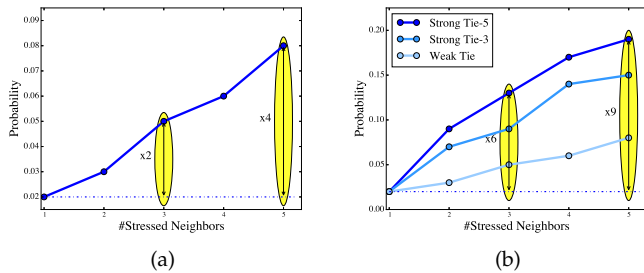 0.09
0.08
0.07
0.06
0.05
0.04
0.03
0.02
Probability
x2
x4
1 2 3 4 5
#Stressed Neighbors
(a)
0.20
0.15
0.10
0.05
0.00
Probability
Strong Tie-5
Strong Tie-3
Weak Tie
x6
x9
1 2 3 4 5
#Stressed Neighbors
(b)